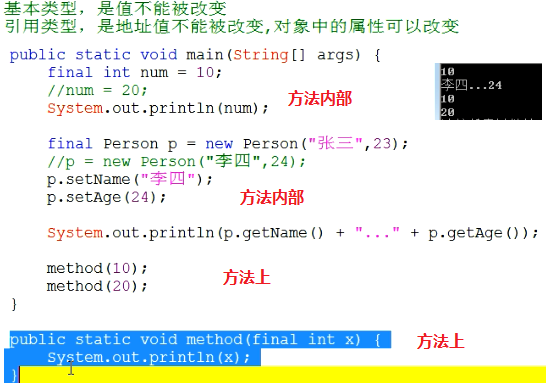 基本类型，是值不能被改变
引用类型，是地址值不能被改变,对象中的属性可以改变
public static void main(String[] args) {
final int num = 10;
//num = 20;
System.out.println(num);
方法内部
10
李四...24
10
20
final Person p = new Person("张三",23);
//p = new Person("李四",24);
p.setName("李四");
p.setAge(24);
方法内部
System.out.println(p.getName() + "..." + p.getAge());
method(10);
method(20);
方法上
}
public static void method(final int x) {
方法上
System.out.println(x);
}